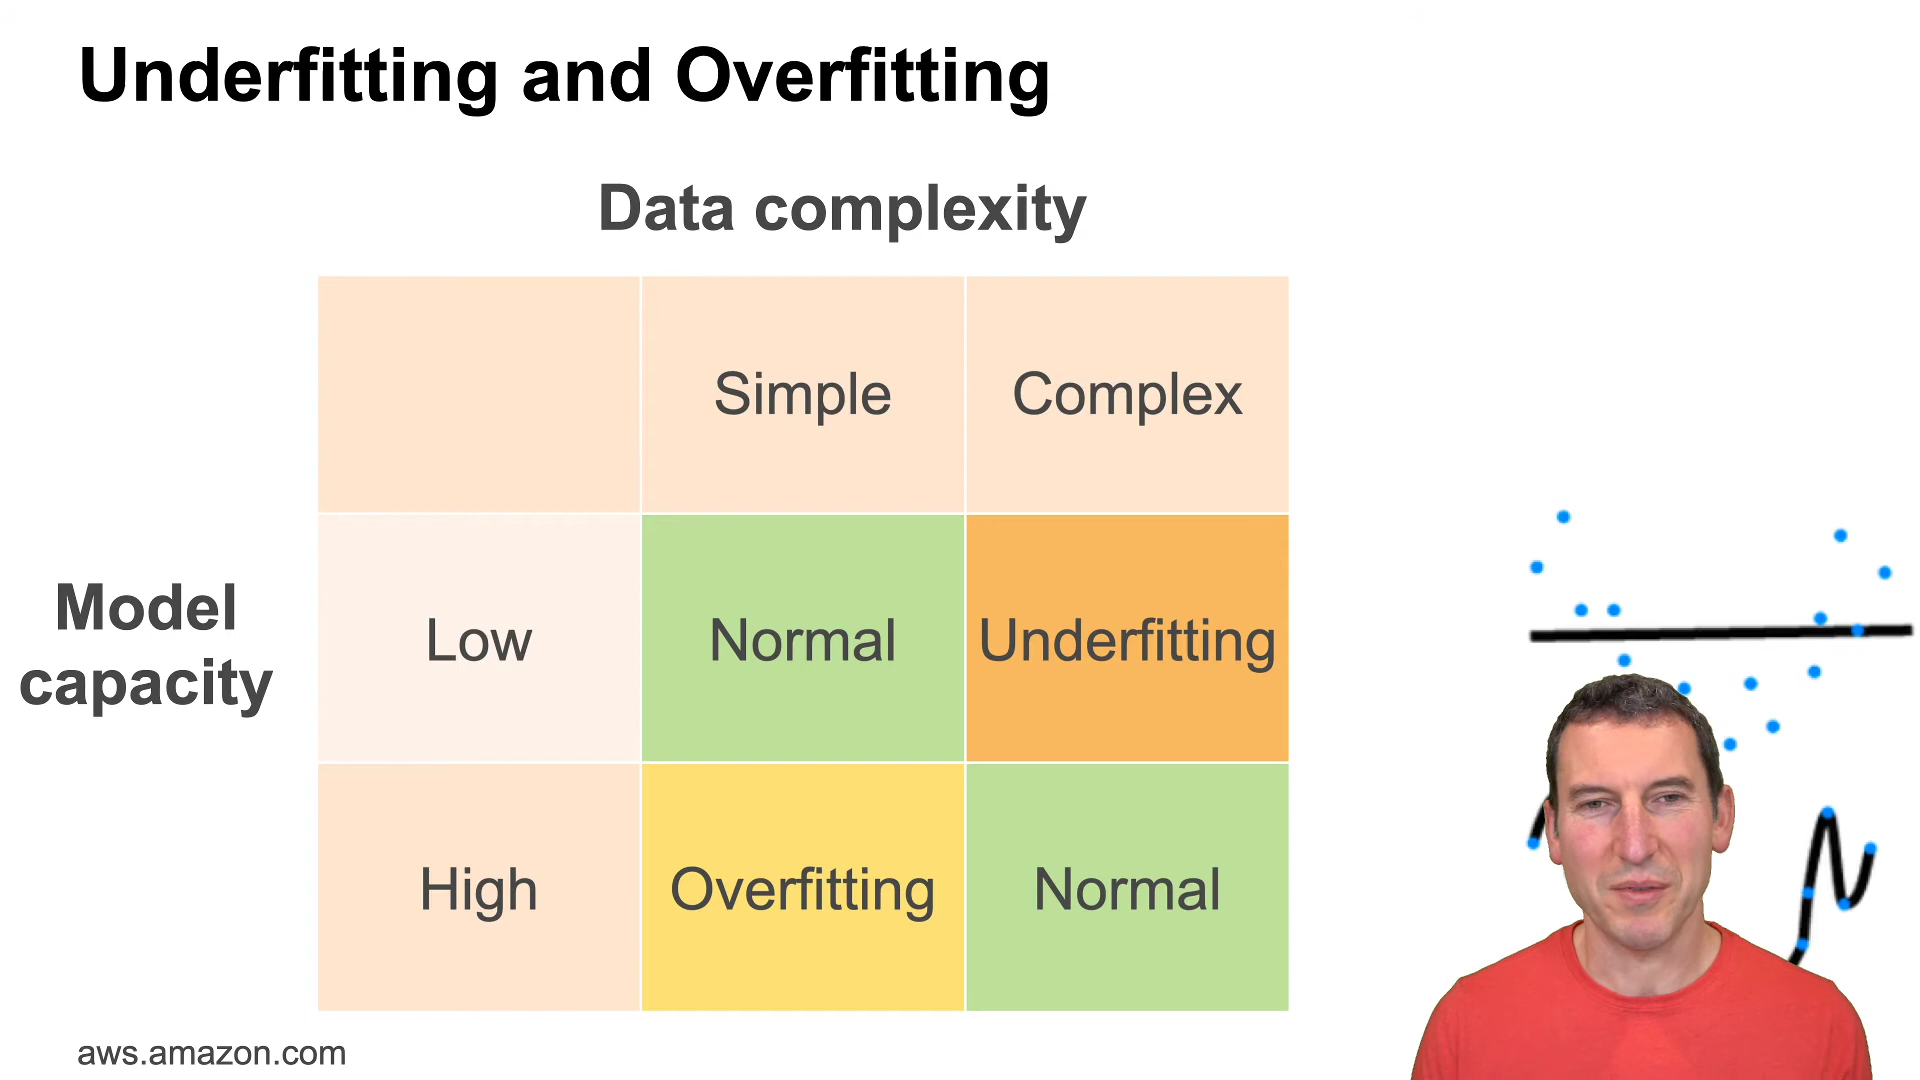 Underfitting and Overfitting
Data complexity
Simple Complex
Model
capacity
Low Normal Underfitting
High Overfitting Normal
aws.amazon.com